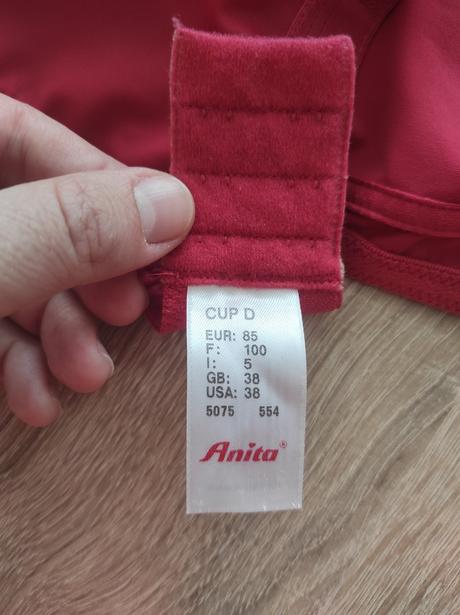 CUP D
EUR: 85
F: 100
I: 5
GB: 38
USA: 38
5075 554
Anita®